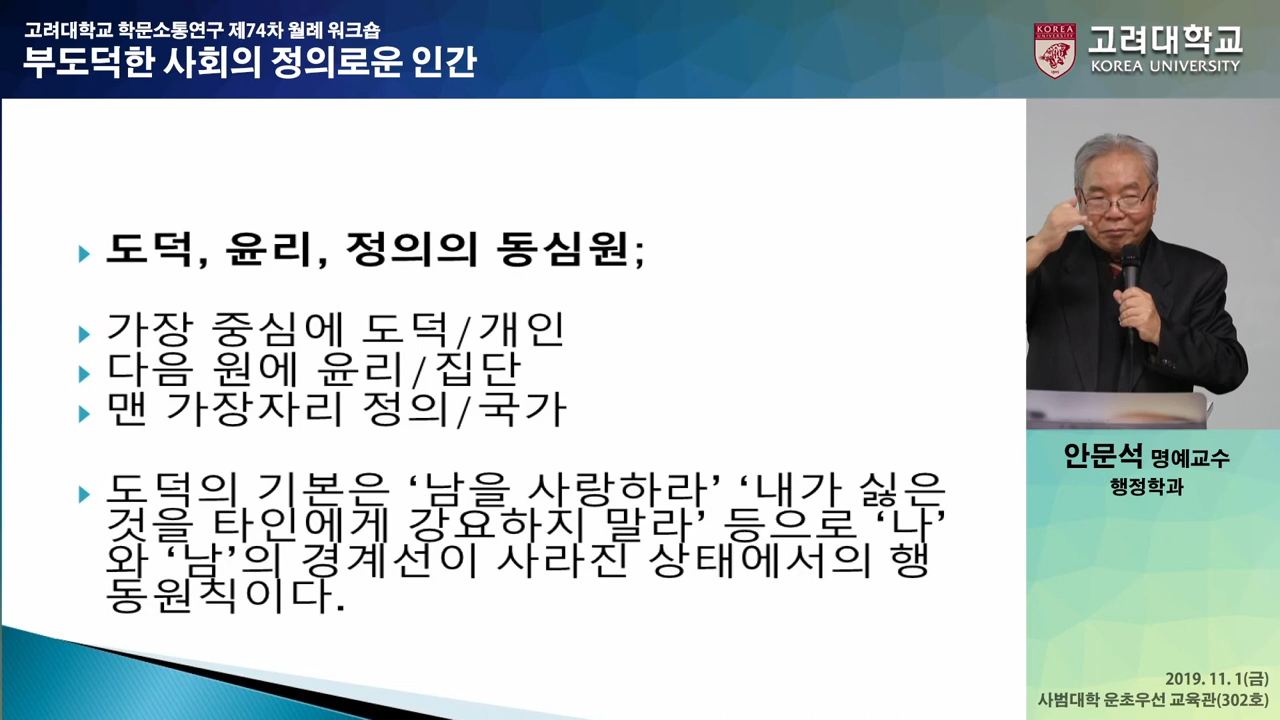 고려대학교 학문소통연구 제74차 월례 워크숍
부도덕한 사회의 정의로운 인간
KOREA
UNIVERSITY
1905
고려대학교
KOREA UNIVERSITY
도덕, 윤리, 정의의 동심원;
가장 중심에 도덕/개인
다음 원에 윤리/집단
맨 가장자리 정의/국가
도덕의 기본은 ‘남을 사랑하라’ ‘내가 싫은
것을 타인에게 강요하지 말라’ 등으로 ‘나’
와 ‘남’의 경계선이 사라진 상태에서의 행
동원칙이다.
안문석 명예교수
행정학과
2019. 11. 1(금)
사범대학 운초우선 교육관(302호)